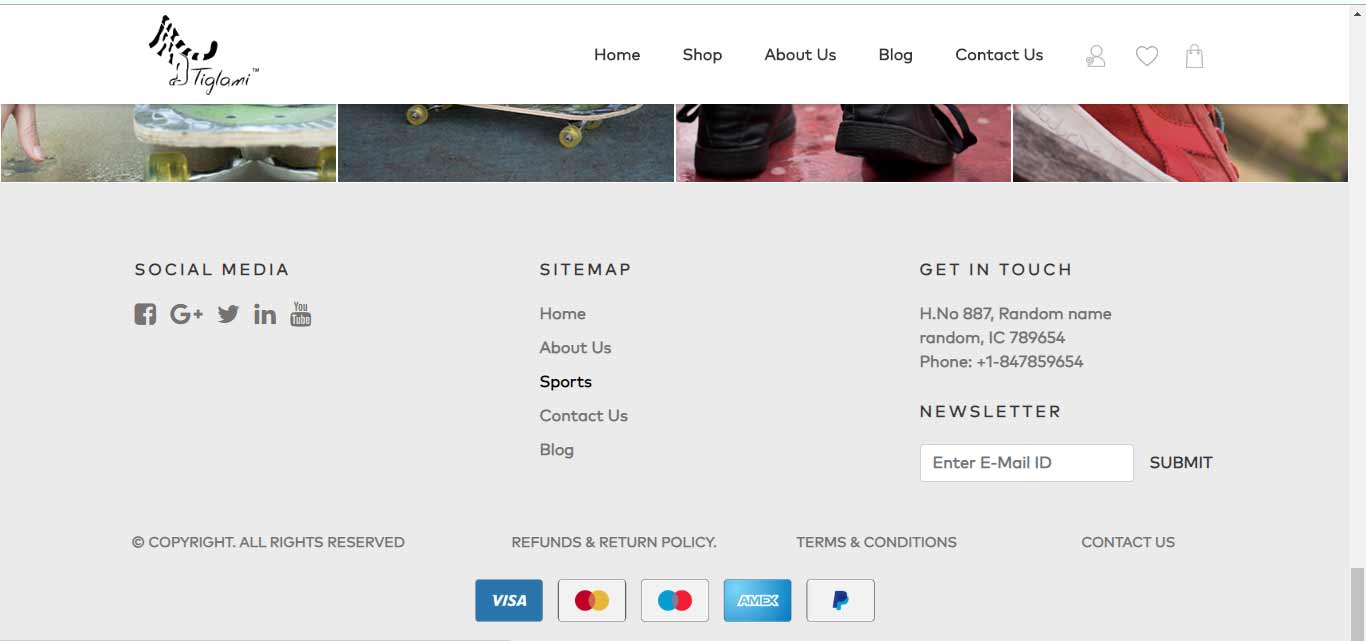 Tiglami™
Home Shop About Us Blog Contact Us
SOCIAL MEDIA
You
Tube
SITEMAP
Home
About Us
Sports
Contact Us
Blog
GET IN TOUCH
H.No 887, Random name
random, IC 789654
Phone: +1-847859654
NEWSLETTER
Enter E-Mail ID SUBMIT
© COPYRIGHT. ALL RIGHTS RESERVED REFUNDS & RETURN POLICY. TERMS & CONDITIONS CONTACT US
VISA AMEX